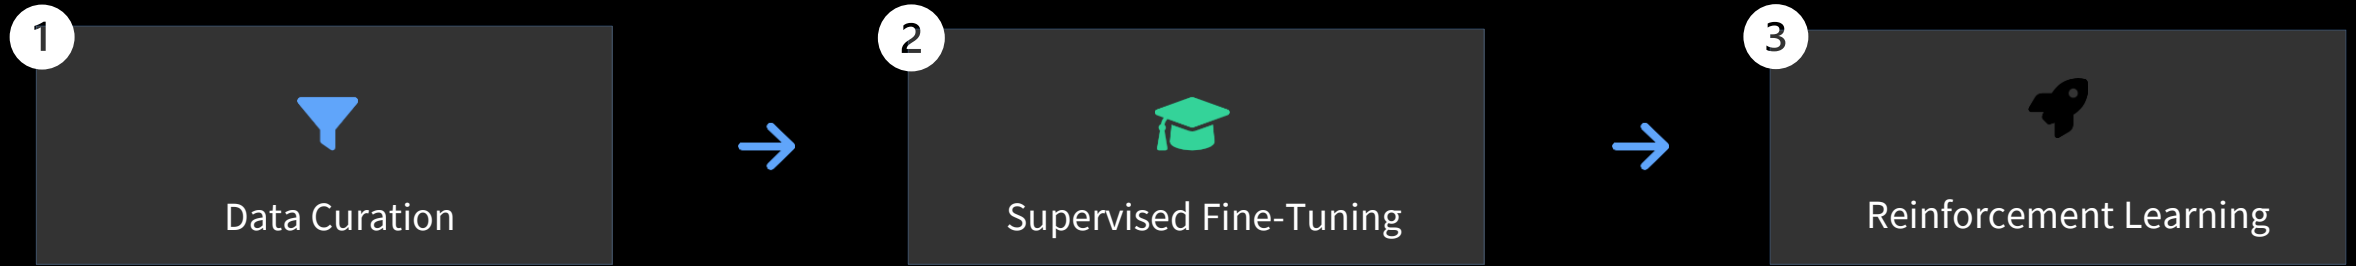 1
Data Curation
2
Supervised Fine-Tuning
3
Reinforcement Learning